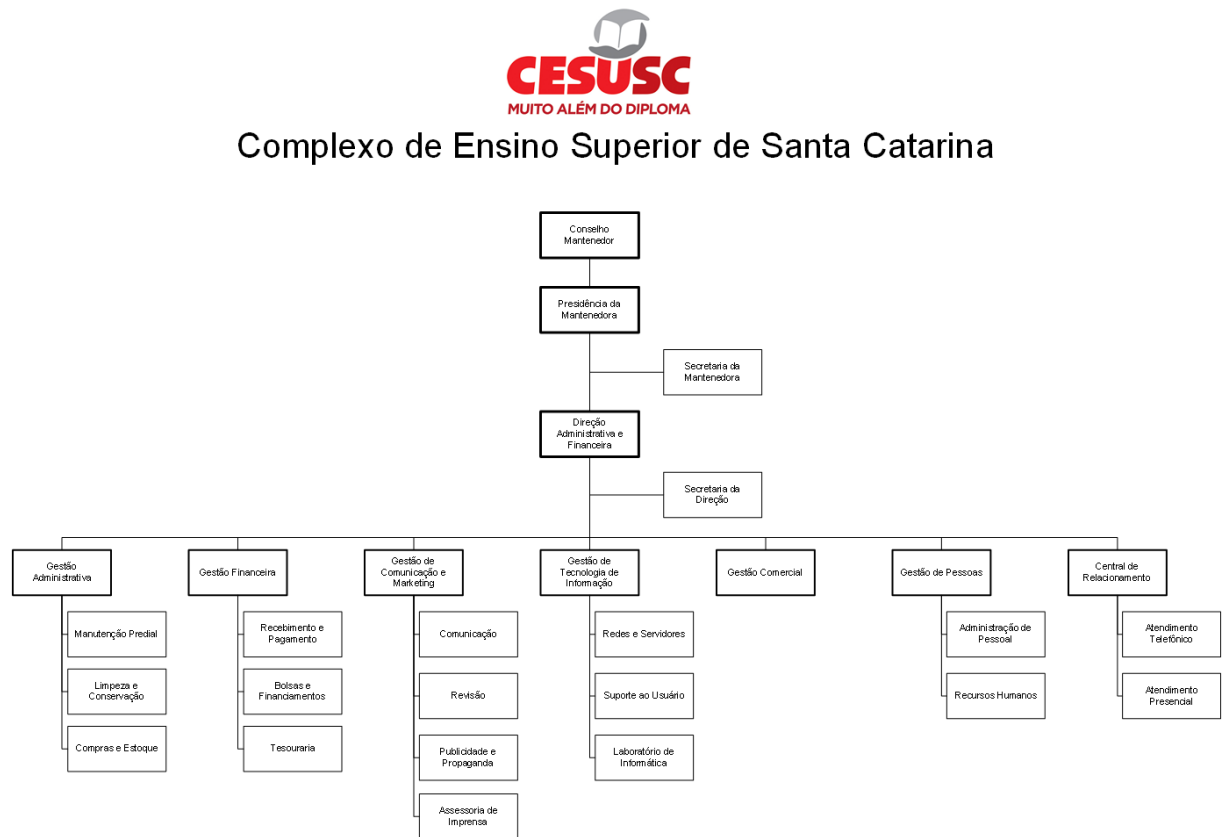 CESUSC
MUITO ALÉM DO DIPLOMA
Complexo de Ensino Superior de Santa Catarina
Conselho
Mantenedor
Presidência da
Mantenedora
Secretaria da
Mantenedora
Direção
Administrativa e
Financeira
Secretaria da
Direção
Gestão
Administrativa
Manutenção Predial
Limpeza e
Conservação
Compras e Estoque
Gestão Financeira
Recebimento e
Pagamento
Bolsas e
Financiamentos
Tesouraria
Gestão de
Comunicação e
Marketing
Comunicação
Revisão
Publicidade e
Propaganda
Assessoria de
Imprensa
Gestão de
Tecnologia de
Informação
Redes e Servidores
Suporte ao Usuário
Laboratório de
Informática
Gestão Comercial
Gestão de Pessoas
Administração de
Pessoal
Recursos Humanos
Central de
Relacionamento
Atendimento
Telefônico
Atendimento
Presencial